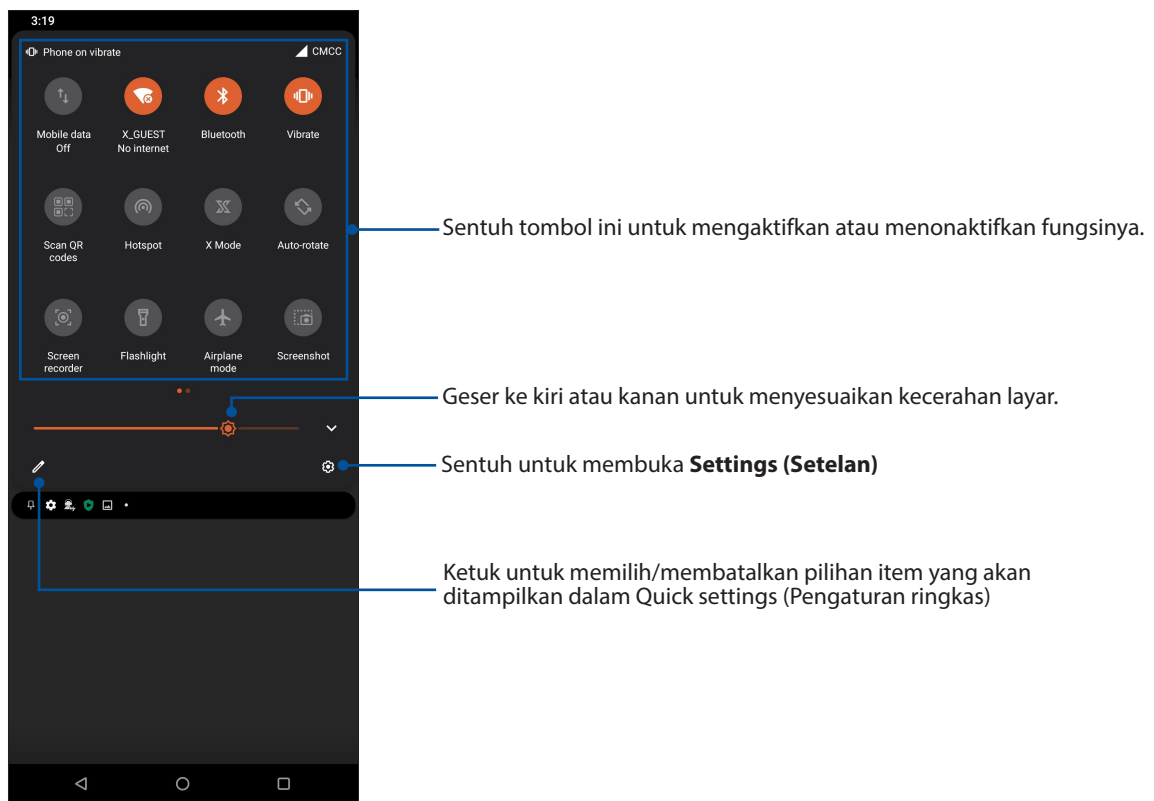 3:19
Phone on vibrate CMCC
Mobile data X_GUEST Bluetooth Vibrate
Off No internet
Scan QR Hotspot X Mode Auto-rotate
codes
Screen Flashlight Airplane Screenshot
recorder mode
Sentuh tombol ini untuk mengaktifkan atau menonaktifkan fungsinya.
Geser ke kiri atau kanan untuk menyesuaikan kecerahan layar.
Sentuh untuk membuka Settings (Setelan)
Ketuk untuk memilih/membatalkan pilihan item yang akan
ditampilkan dalam Quick settings (Pengaturan ringkas)